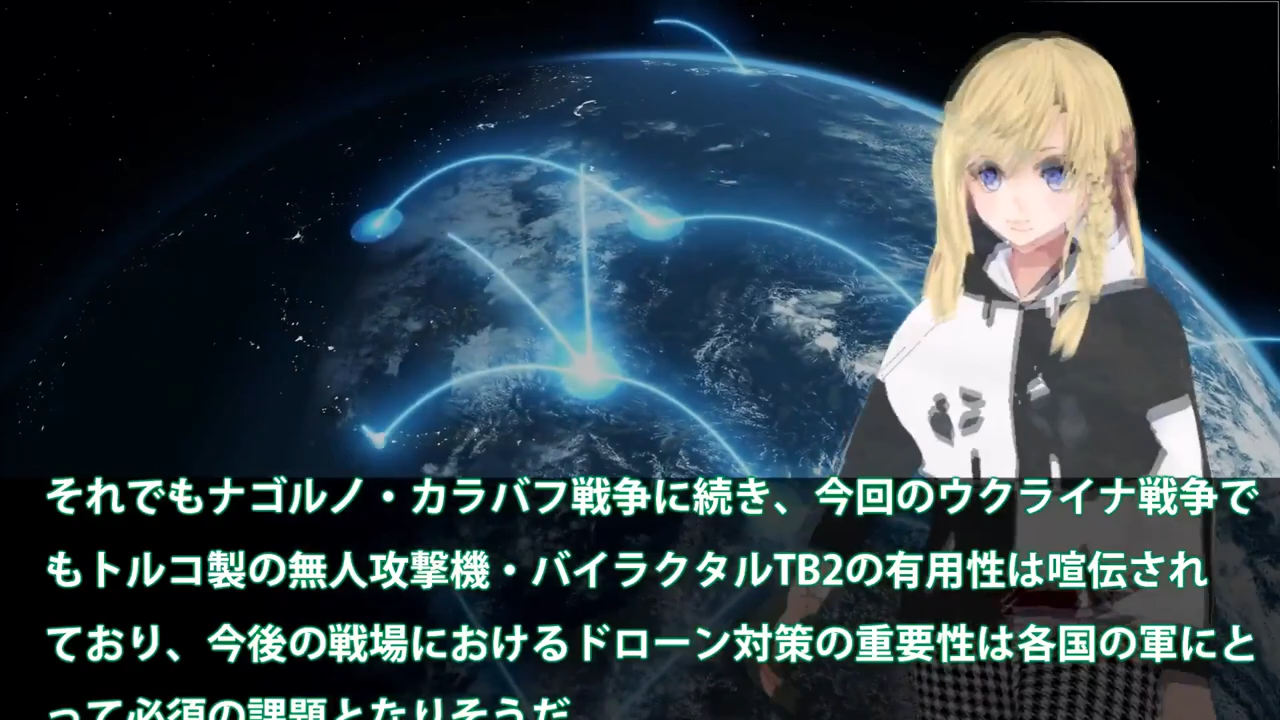 それでもナゴルノ・カラバフ戦争に続き、今回のウクライナ戦争で
もトルコ製の無人攻撃機・バイラクタルTB2の有用性は喧伝され
ており、今後の戦場におけるドローン対策の重要性は各国の軍にと
って必須の課題となりそうだ